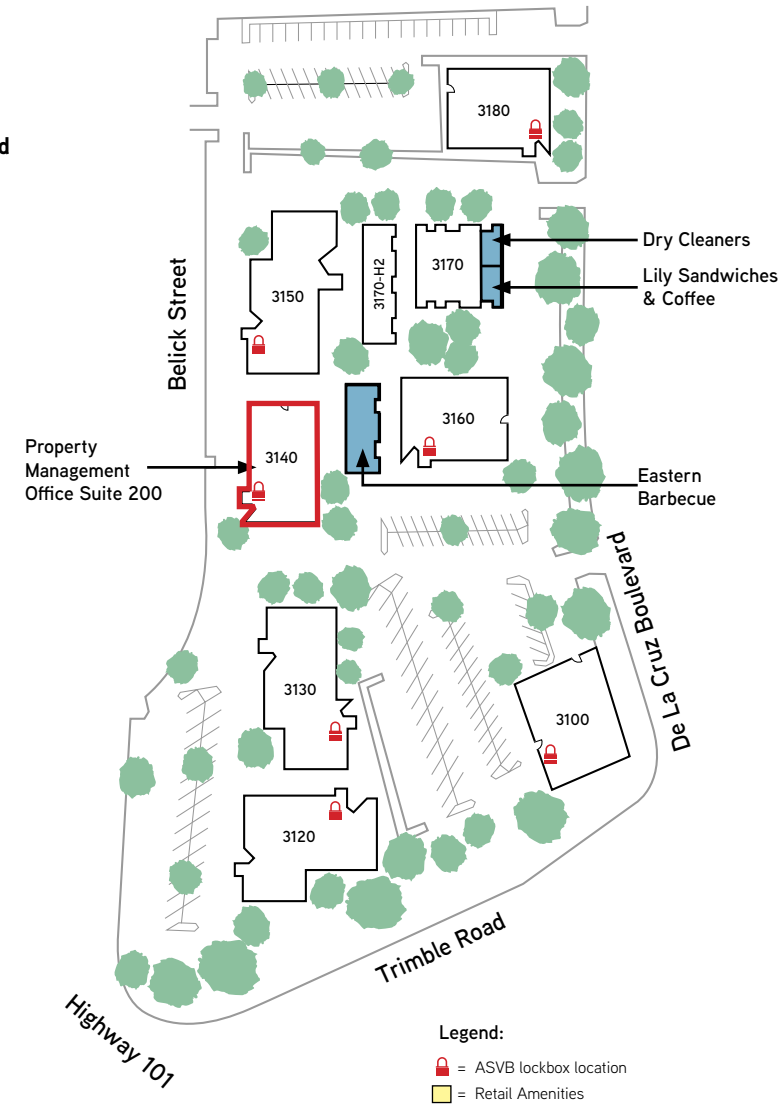 d
3180
Dry Cleaners
Lily Sandwiches
& Coffee
3170
3170-H2
3150
Belick Street
3160
3140
Property
Management
Office Suite 200
Eastern
Barbecue
De La Cruz Boulevard
3130
3100
3120
Trimble Road
Highway 101
Legend:
= ASVB lockbox location
= Retail Amenities